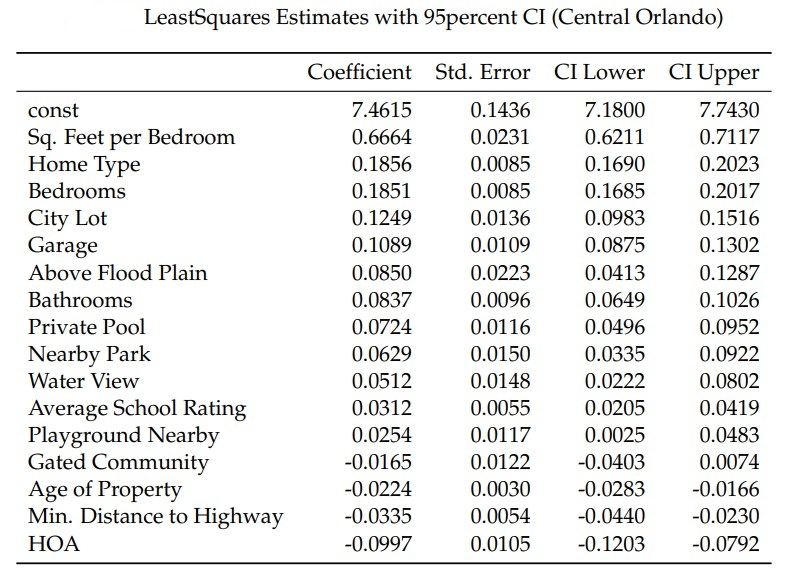 LeastSquares Estimates with 95percent CI (Central Orlando)
Coefficient Std. Error CI Lower CI Upper
const 7.4615 0.1436 7.1800 7.7430
Sq. Feet per Bedroom 0.6664 0.0231 0.6211 0.7117
Home Type 0.1856 0.0085 0.1690 0.2023
Bedrooms 0.1851 0.0085 0.1685 0.2017
City Lot 0.1249 0.0136 0.0983 0.1516
Garage 0.1089 0.0109 0.0875 0.1302
Above Flood Plain 0.0850 0.0223 0.0413 0.1287
Bathrooms 0.0837 0.0096 0.0649 0.1026
Private Pool 0.0724 0.0116 0.0496 0.0952
Nearby Park 0.0629 0.0150 0.0335 0.0922
Water View 0.0512 0.0148 0.0222 0.0802
Average School Rating 0.0312 0.0055 0.0205 0.0419
Playground Nearby 0.0254 0.0117 0.0025 0.0483
Gated Community -0.0165 0.0122 -0.0403 0.0074
Age of Property -0.0224 0.0030 -0.0283 -0.0166
Min. Distance to Highway -0.0335 0.0054 -0.0440 -0.0230
HOA -0.0997 0.0105 -0.1203 -0.0792